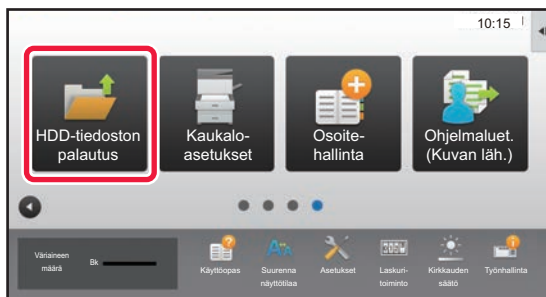 10:15
HDD-tiedoston
palautus
Kaukalo-
asetukset
Osoite-
hallinta
Ohjelmaluet.
(Kuvan läh.)
Väriaineen
määrä
Bk
Käyttöopas
Suurenna
näyttötilaa
Asetukset
Laskuri-
toiminto
Kirkkauden
säätö
Työnhallinta